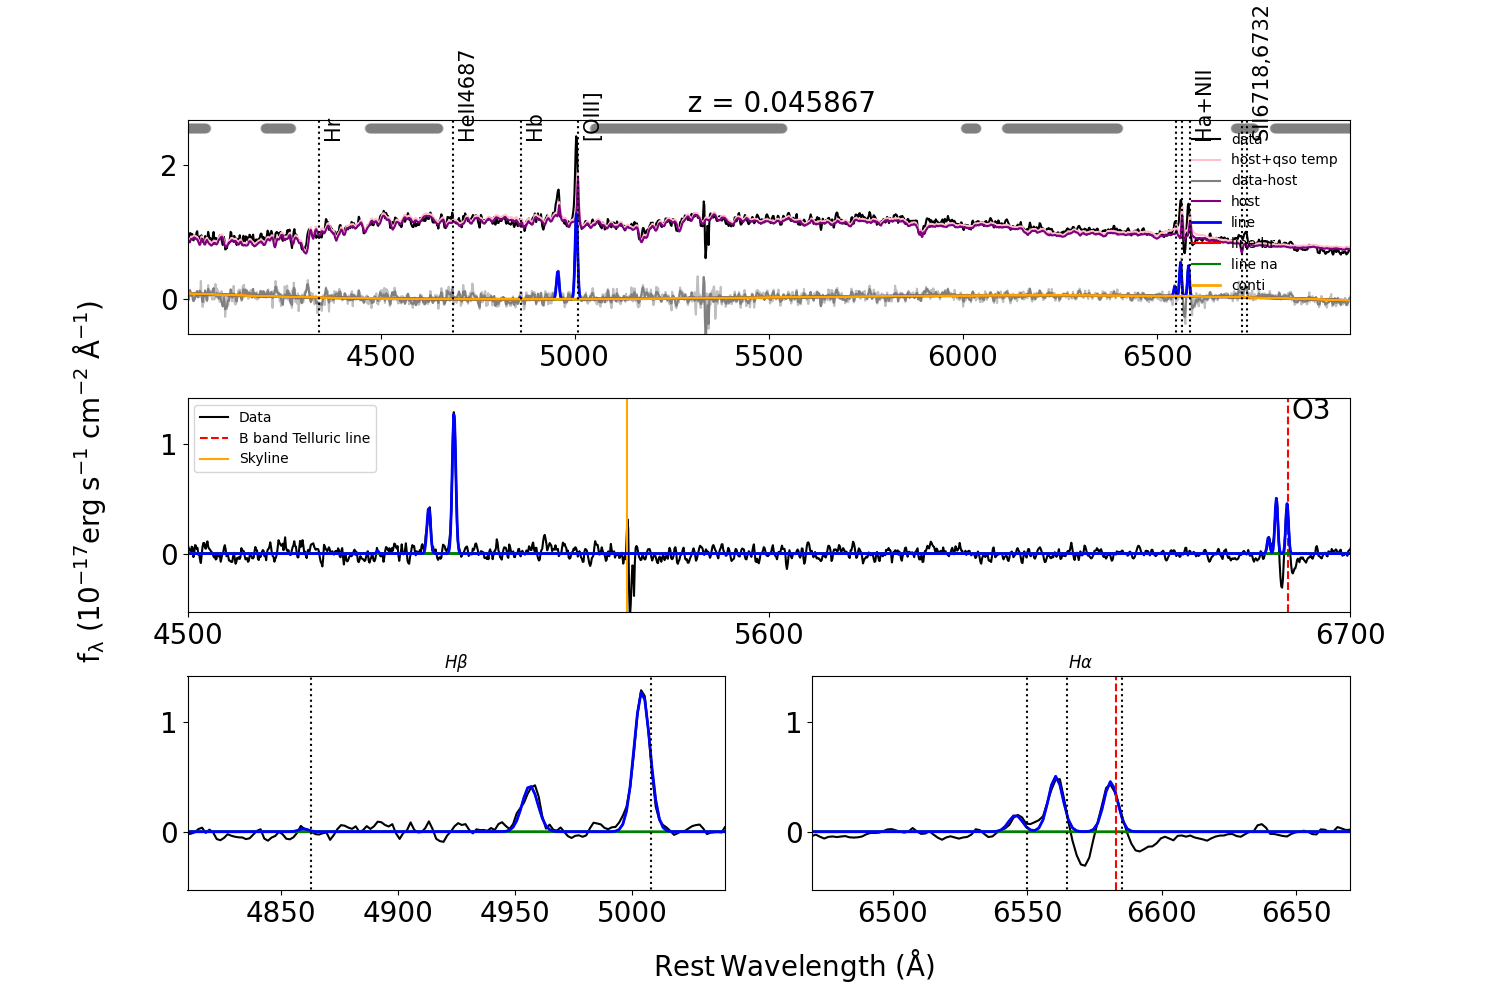 z = 0.045867
Hr
HeII4687
Hb
[OIII]
Ha+NII
SII6718,6732
data
host+qso temp
data-host
host
line
line br
line na
conti
2
0
4500 5000 5500 6000 6500
f_λ (10⁻¹⁷erg s⁻¹ cm⁻² Å⁻¹)
Data
B band Telluric line
Skyline
O3
1
0
4500 5600 6700
Hβ
1
0
4850 4900 4950 5000
Hα
1
0
6500 6550 6600 6650
Rest Wavelength (Å)